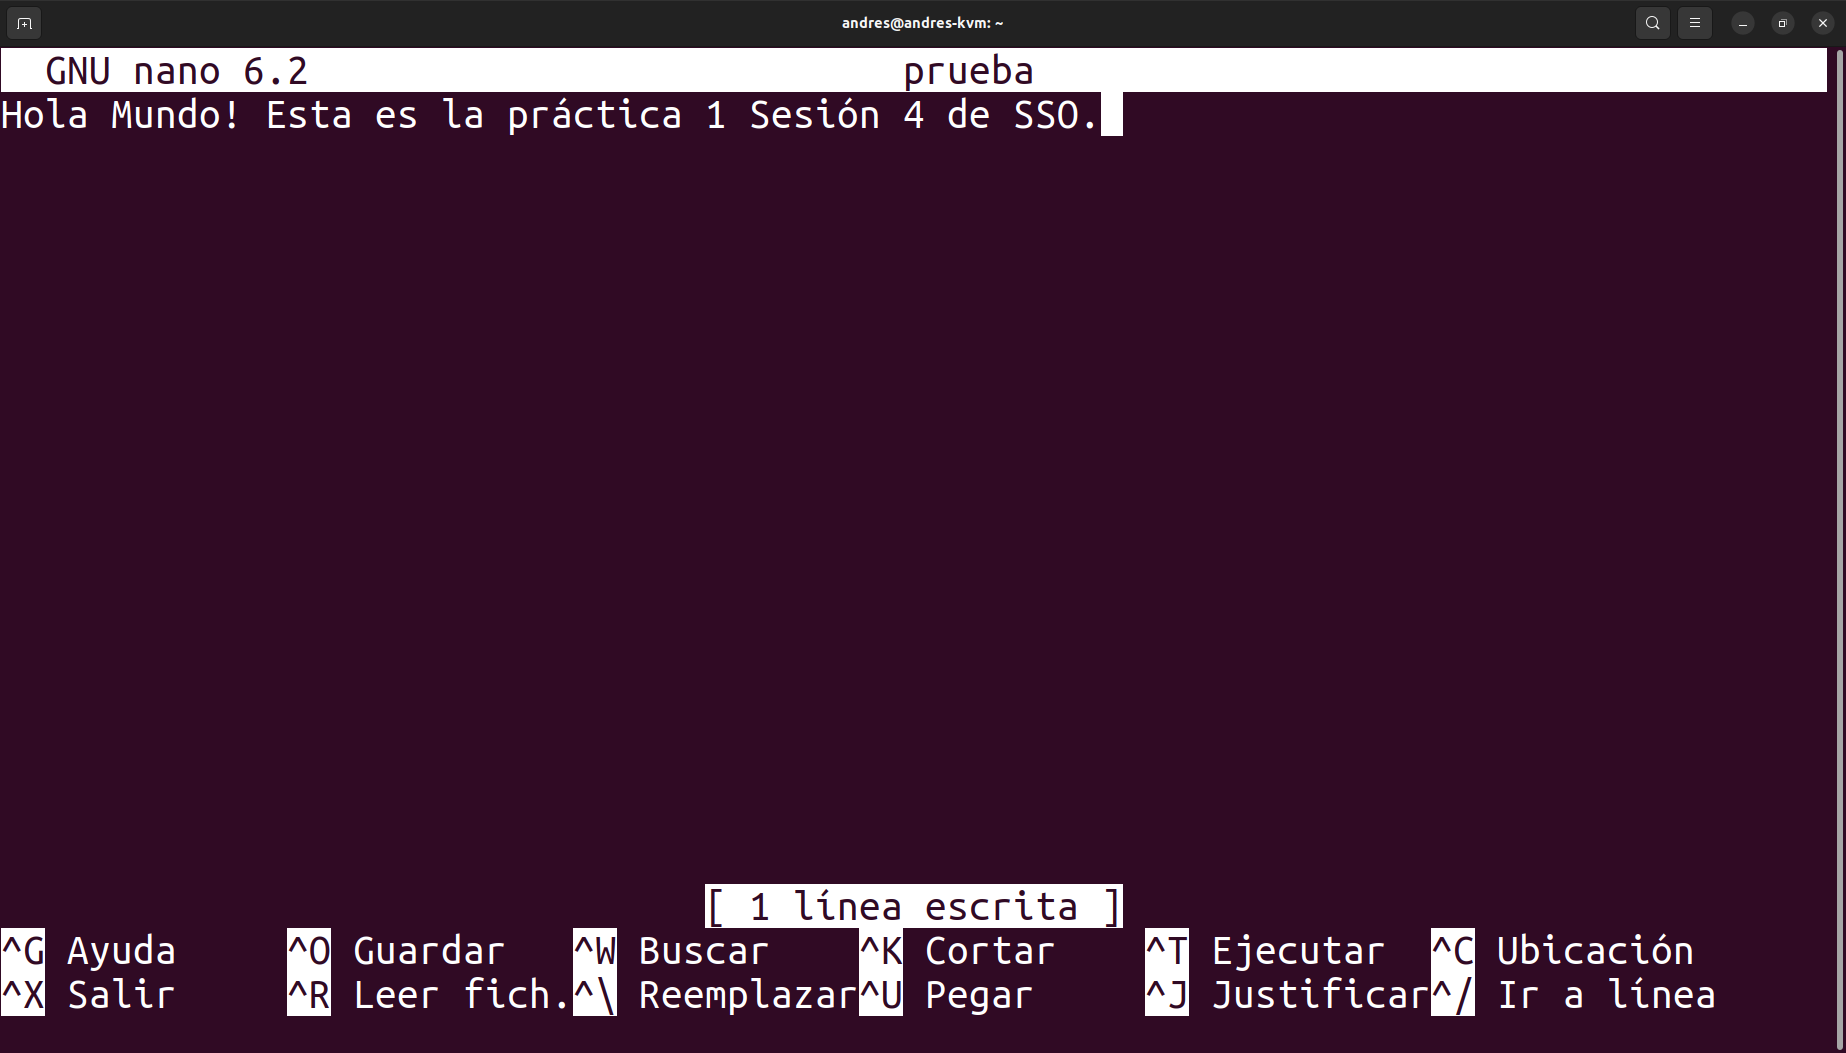 andres@andres-kvm: ~
GNU nano 6.2 prueba
Hola Mundo! Esta es la práctica 1 Sesión 4 de SSO.
[ 1 línea escrita ]
^G Ayuda ^O Guardar ^W Buscar ^K Cortar ^T Ejecutar ^C Ubicación
^X Salir ^R Leer fich. ^\ Reemplazar ^U Pegar ^J Justificar ^/ Ir a línea